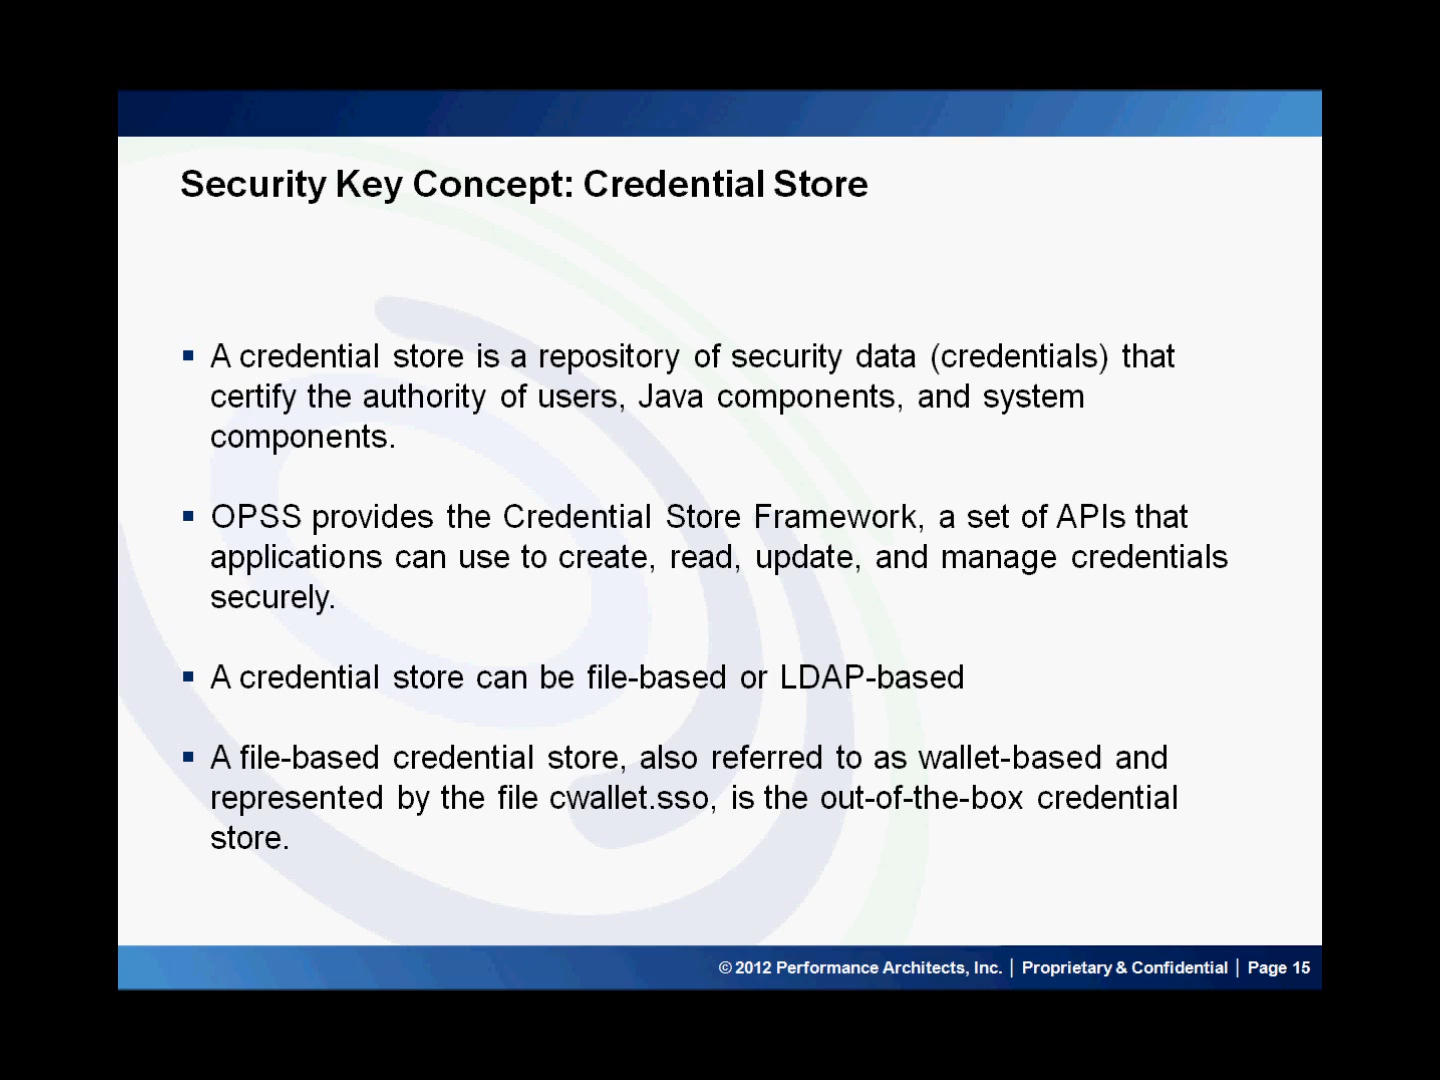 Security Key Concept: Credential Store
▪ A credential store is a repository of security data (credentials) that
certify the authority of users, Java components, and system
components.
▪ OPSS provides the Credential Store Framework, a set of APIs that
applications can use to create, read, update, and manage credentials
securely.
▪ A credential store can be file-based or LDAP-based
▪ A file-based credential store, also referred to as wallet-based and
represented by the file cwallet.sso, is the out-of-the-box credential
store.
© 2012 Performance Architects, Inc. | Proprietary & Confidential | Page 15